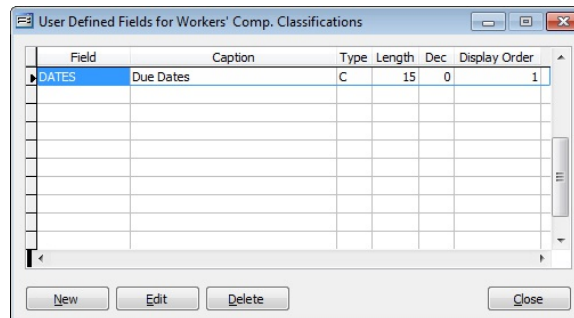 User Defined Fields for Workers' Comp. Classifications
Field Caption Type Length Dec Display Order
DATES Due Dates C 15 0 1
New Edit Delete Close